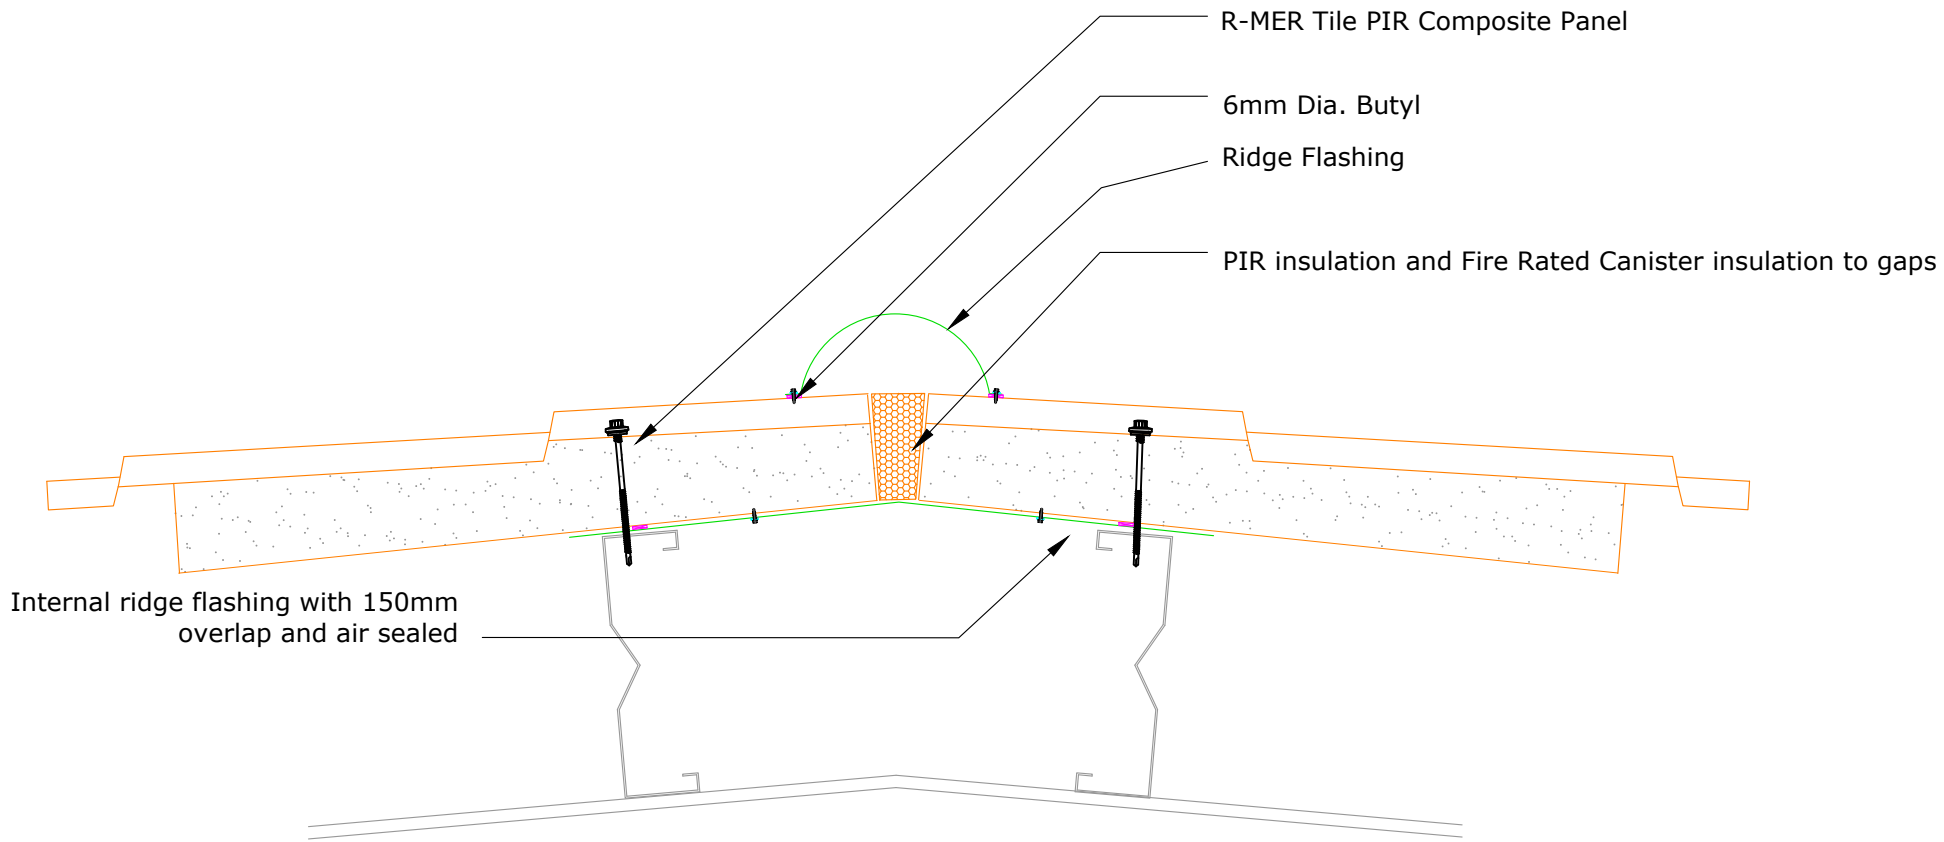 R-MER Tile PIR Composite Panel
6mm Dia. Butyl
Ridge Flashing
PIR insulation and Fire Rated Canister insulation to gaps
Internal ridge flashing with 150mm
overlap and air sealed